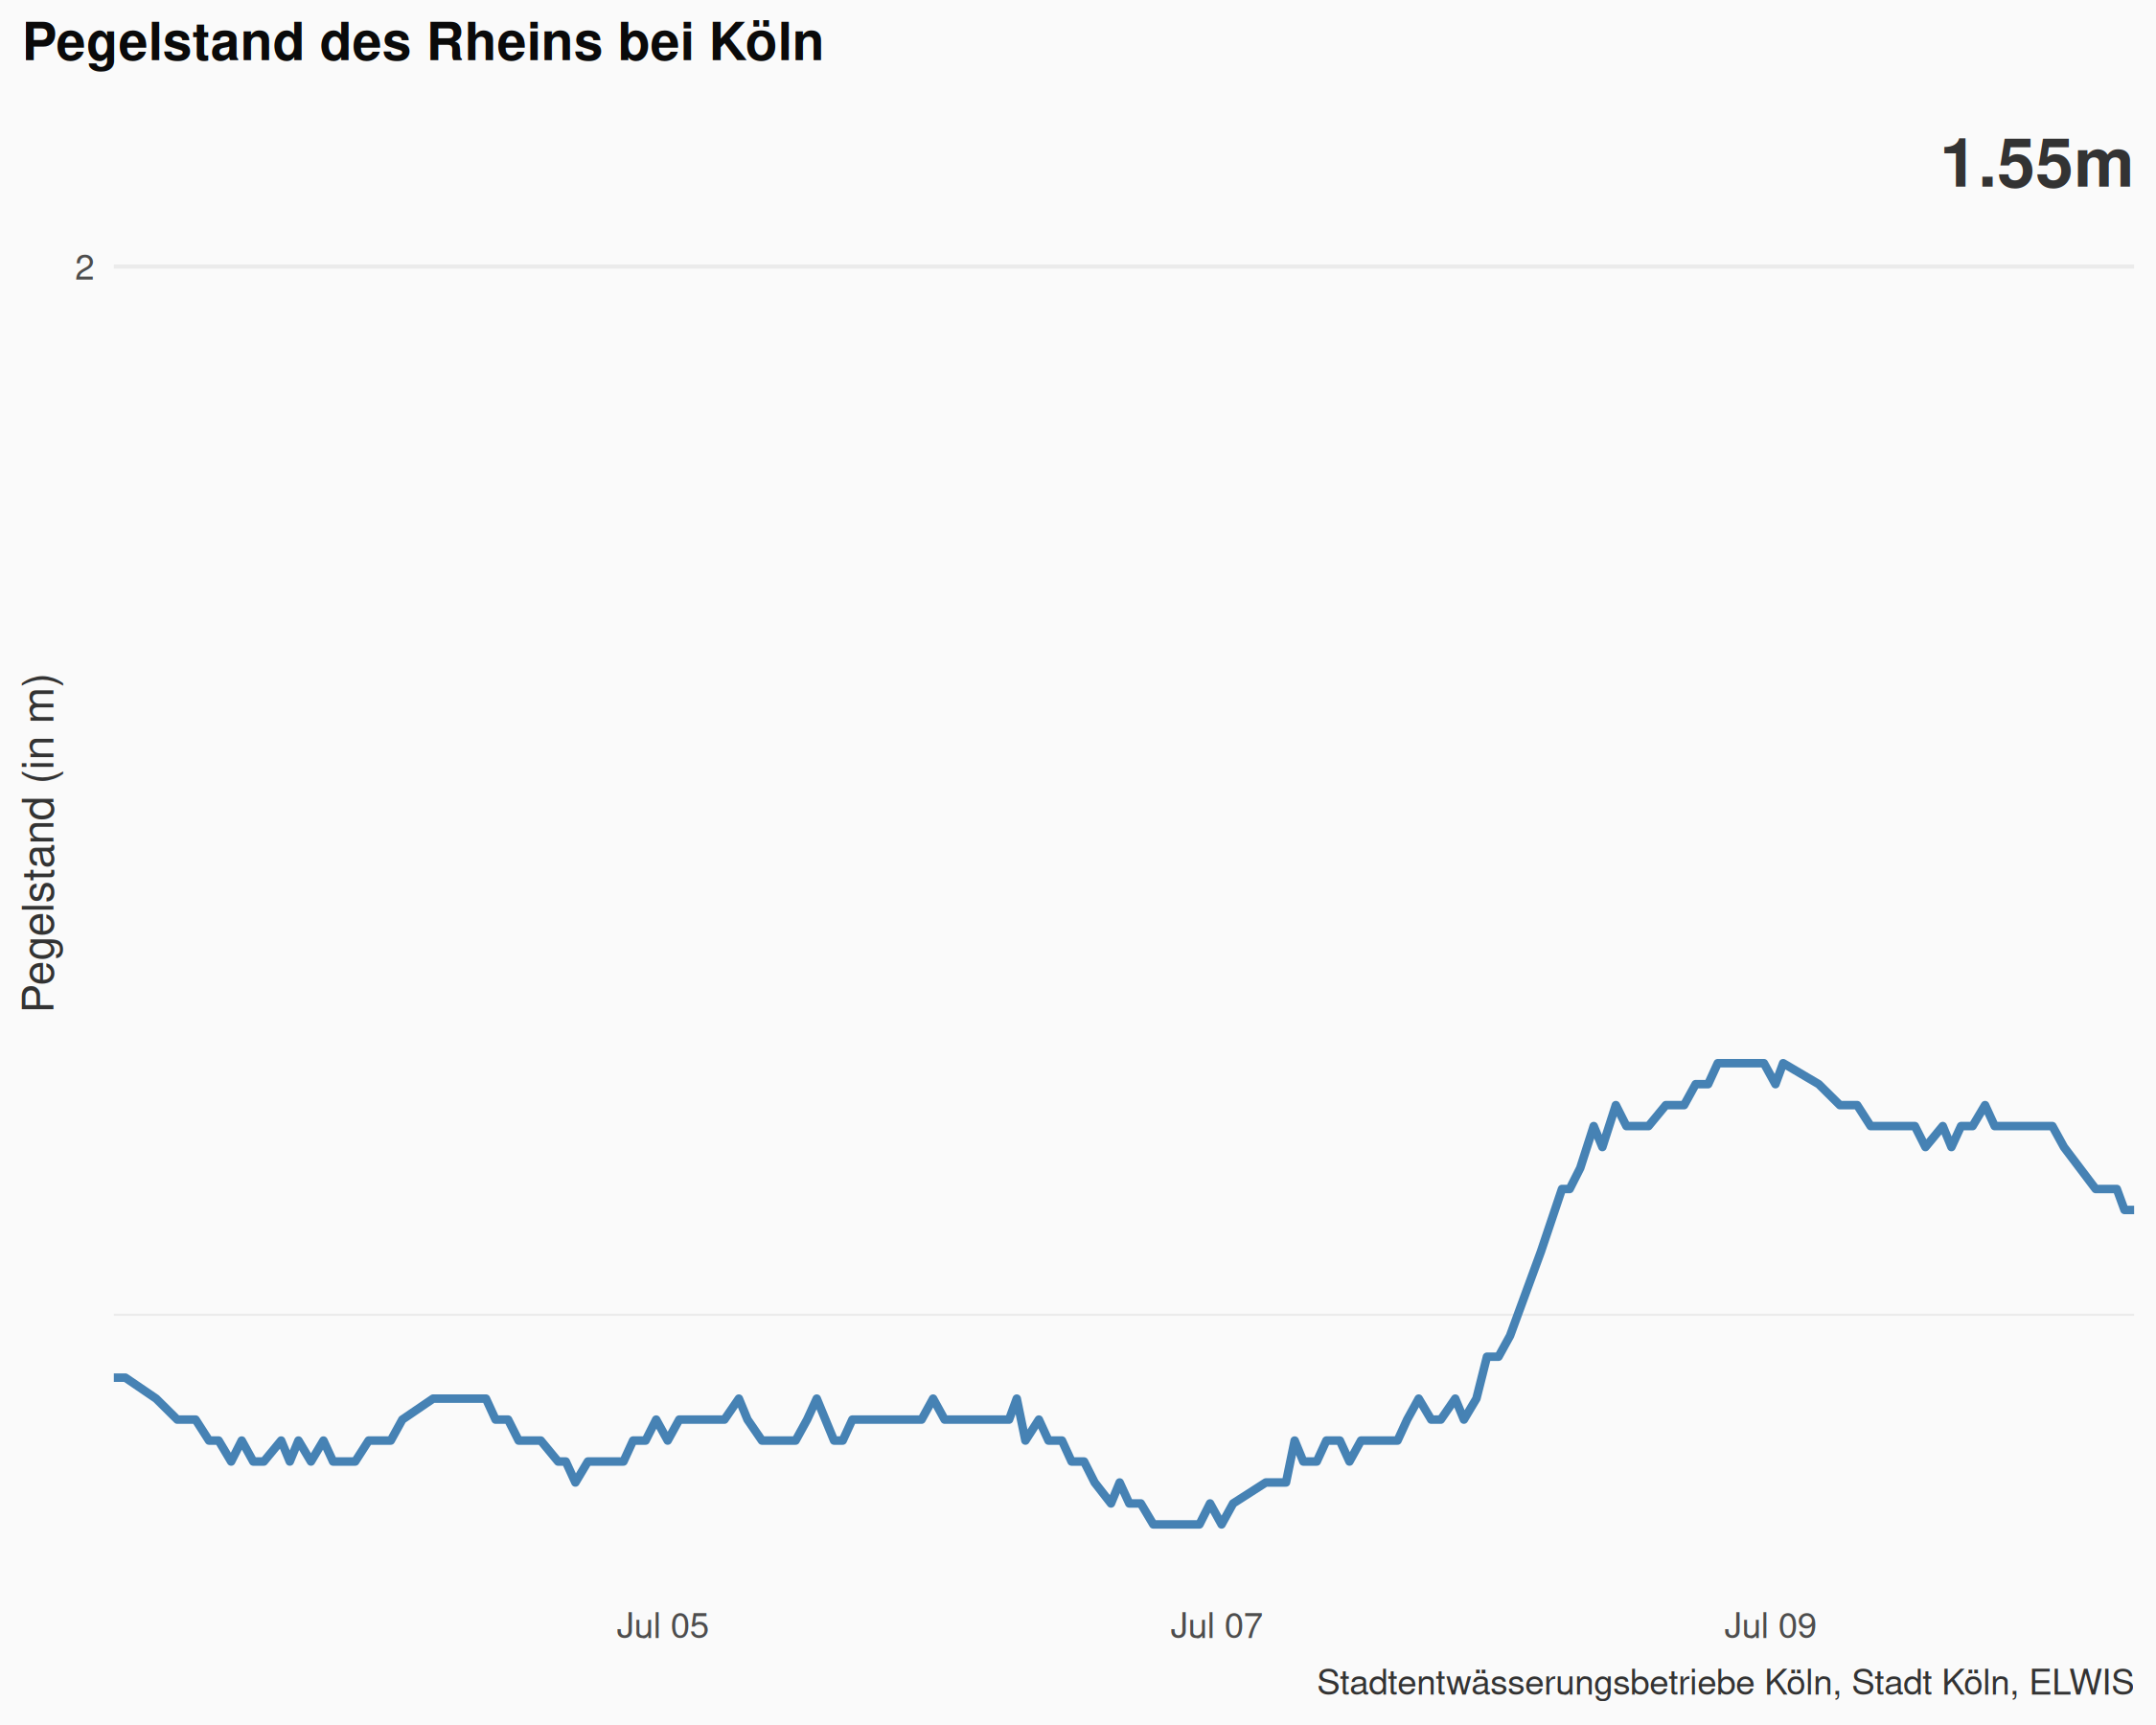 Pegelstand des Rheins bei Köln
1.55m
2
Pegelstand (in m)
Jul 05
Jul 07
Jul 09
Stadtentwässerungsbetriebe Köln, Stadt Köln, ELWIS